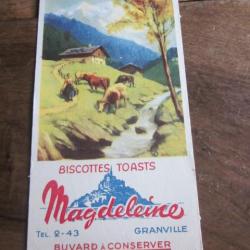 BISCOTTES TOASTS
Magdeleine
TEL. 2-43 GRANVILLE
BUVARD À CONSERVER